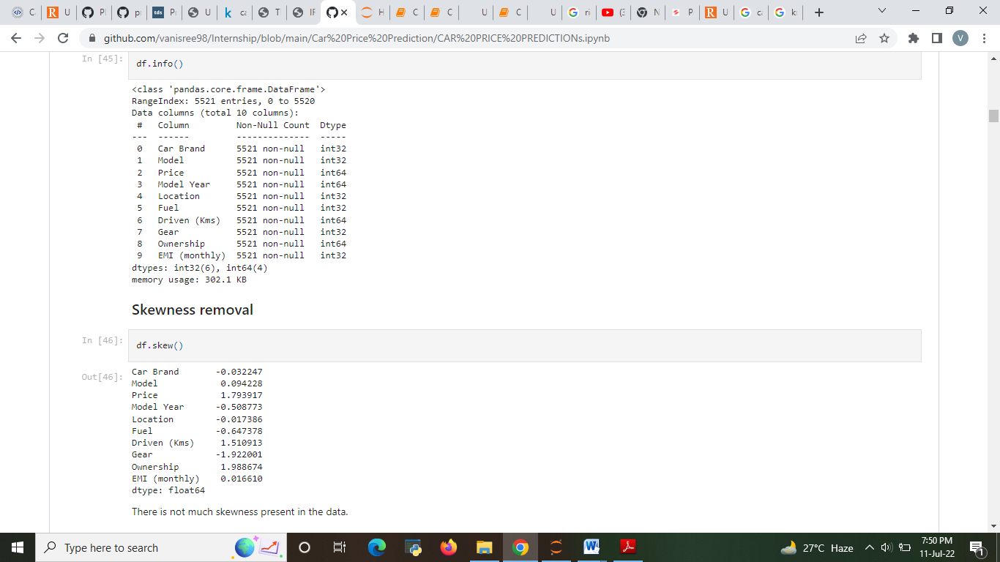 C
R U
Pl
pr
tds Pr
U
k ca
T
IF
H
C
C
U
C
U
G ri
(3
N
P
R U
G ca
G k
github.com/vanisree98/Internship/blob/main/Car%20Price%20Prediction/CAR%20PRICE%20PREDICTIONs.ipynb
V
In [45]: df.info()
<class 'pandas.core.frame.DataFrame'>
RangeIndex: 5521 entries, 0 to 5520
Data columns (total 10 columns):
 #   Column         Non-Null Count  Dtype
---  ------         --------------  -----
 0   Car Brand      5521 non-null   int32
 1   Model          5521 non-null   int32
 2   Price          5521 non-null   int64
 3   Model Year     5521 non-null   int64
 4   Location       5521 non-null   int32
 5   Fuel           5521 non-null   int32
 6   Driven (Kms)   5521 non-null   int64
 7   Gear           5521 non-null   int32
 8   Ownership      5521 non-null   int64
 9   EMI (monthly)  5521 non-null   int32
dtypes: int32(6), int64(4)
memory usage: 302.1 KB
Skewness removal
In [46]: df.skew()
Out[46]: Car Brand       -0.032247
Model            0.094228
Price            1.793917
Model Year      -0.508773
Location        -0.017386
Fuel            -0.647378
Driven (Kms)     1.510913
Gear            -1.922001
Ownership        1.988674
EMI (monthly)    0.016610
dtype: float64
There is not much skewness present in the data.
Type here to search
27°C Haze
7:50 PM
11-Jul-22
1